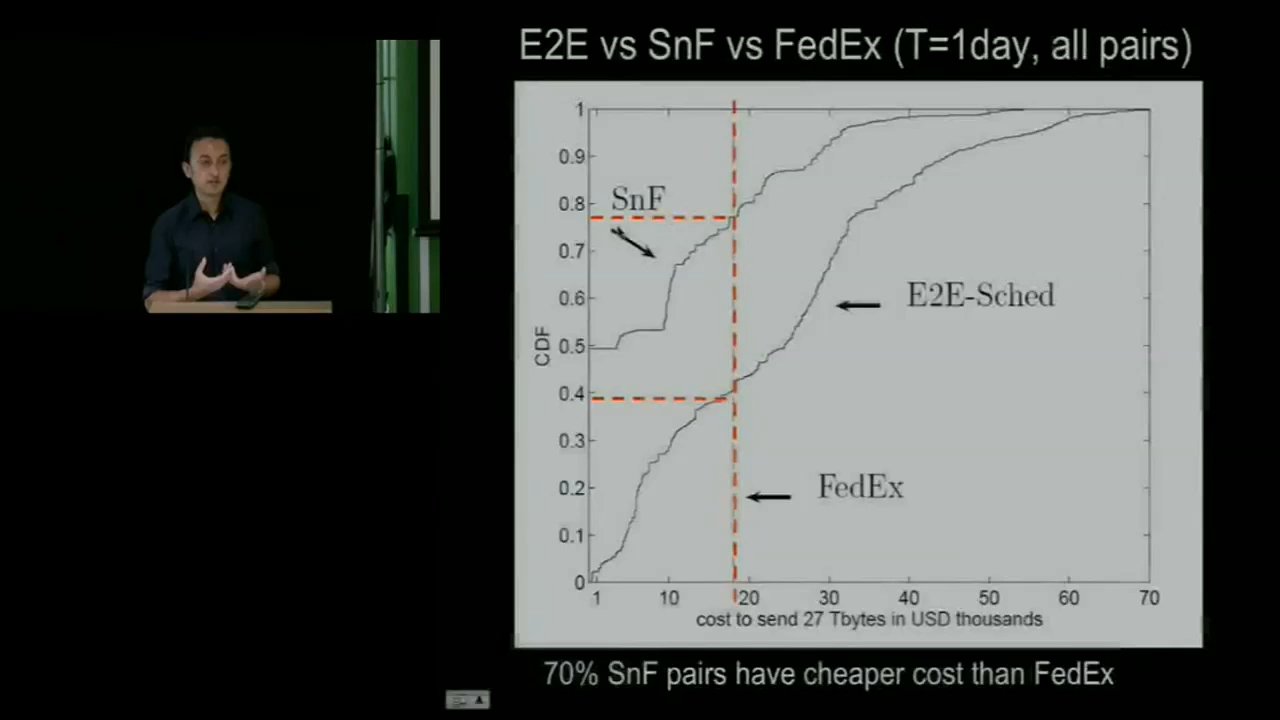 E2E vs SnF vs FedEx (T=1day, all pairs)
1
0.9
0.8
0.7
0.6
0.5
0.4
0.3
0.2
0.1
0
CDF
SnF
E2E-Sched
FedEx
1 10 20 30 40 50 60 70
cost to send 27 Tbytes in USD thousands
70% SnF pairs have cheaper cost than FedEx